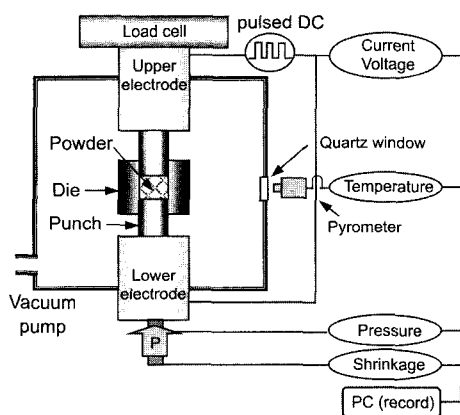 Load cell
pulsed DC
Upper
electrode
Current
Voltage
Powder
Quartz window
Die
Temperature
Punch
Pyrometer
Lower
electrode
Vacuum
pump
P
Pressure
Shrinkage
PC (record)